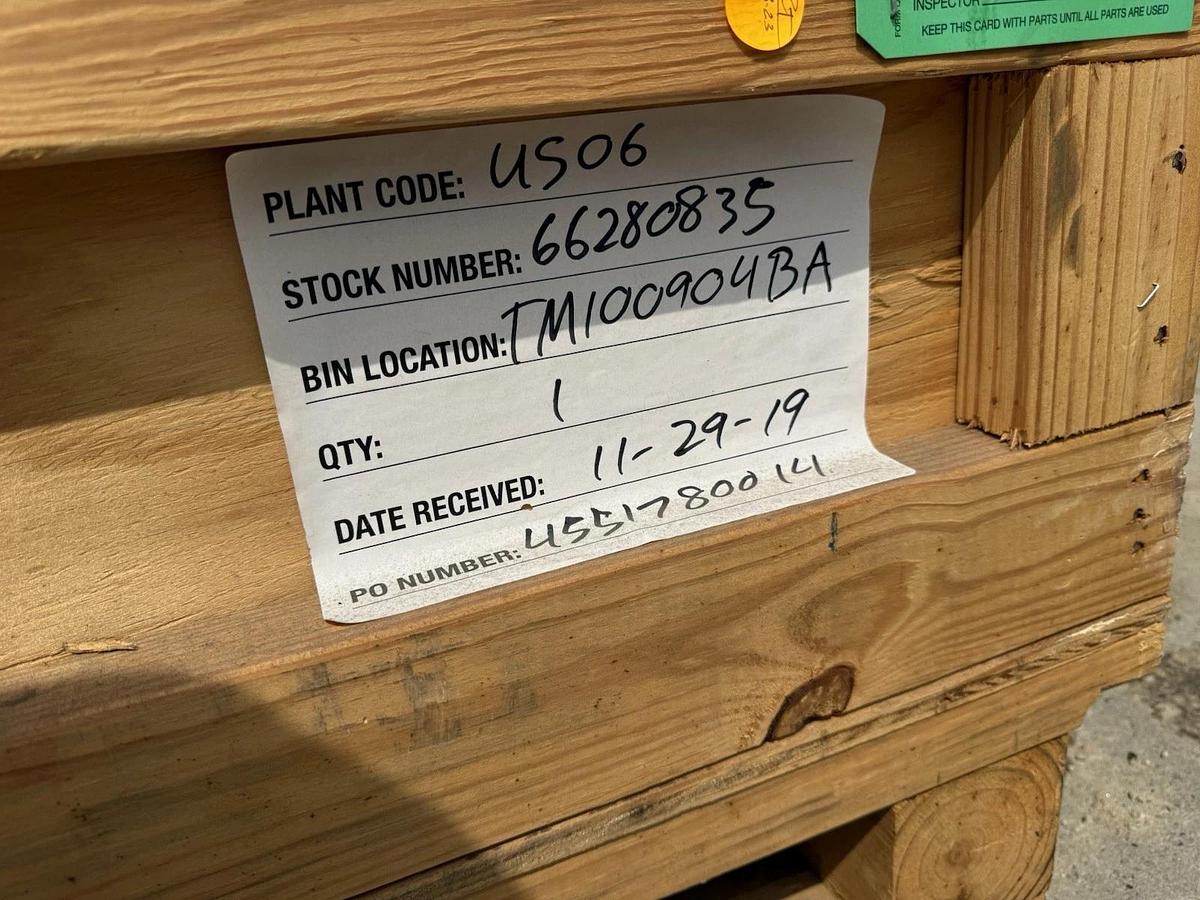 INSPECTOR
KEEP THIS CARD WITH PARTS UNTIL ALL PARTS ARE USED
PLANT CODE: US06
STOCK NUMBER: 66280835
BIN LOCATION: TM100904BA
QTY: 1
DATE RECEIVED: 11-29-19
PO NUMBER: 4551780014